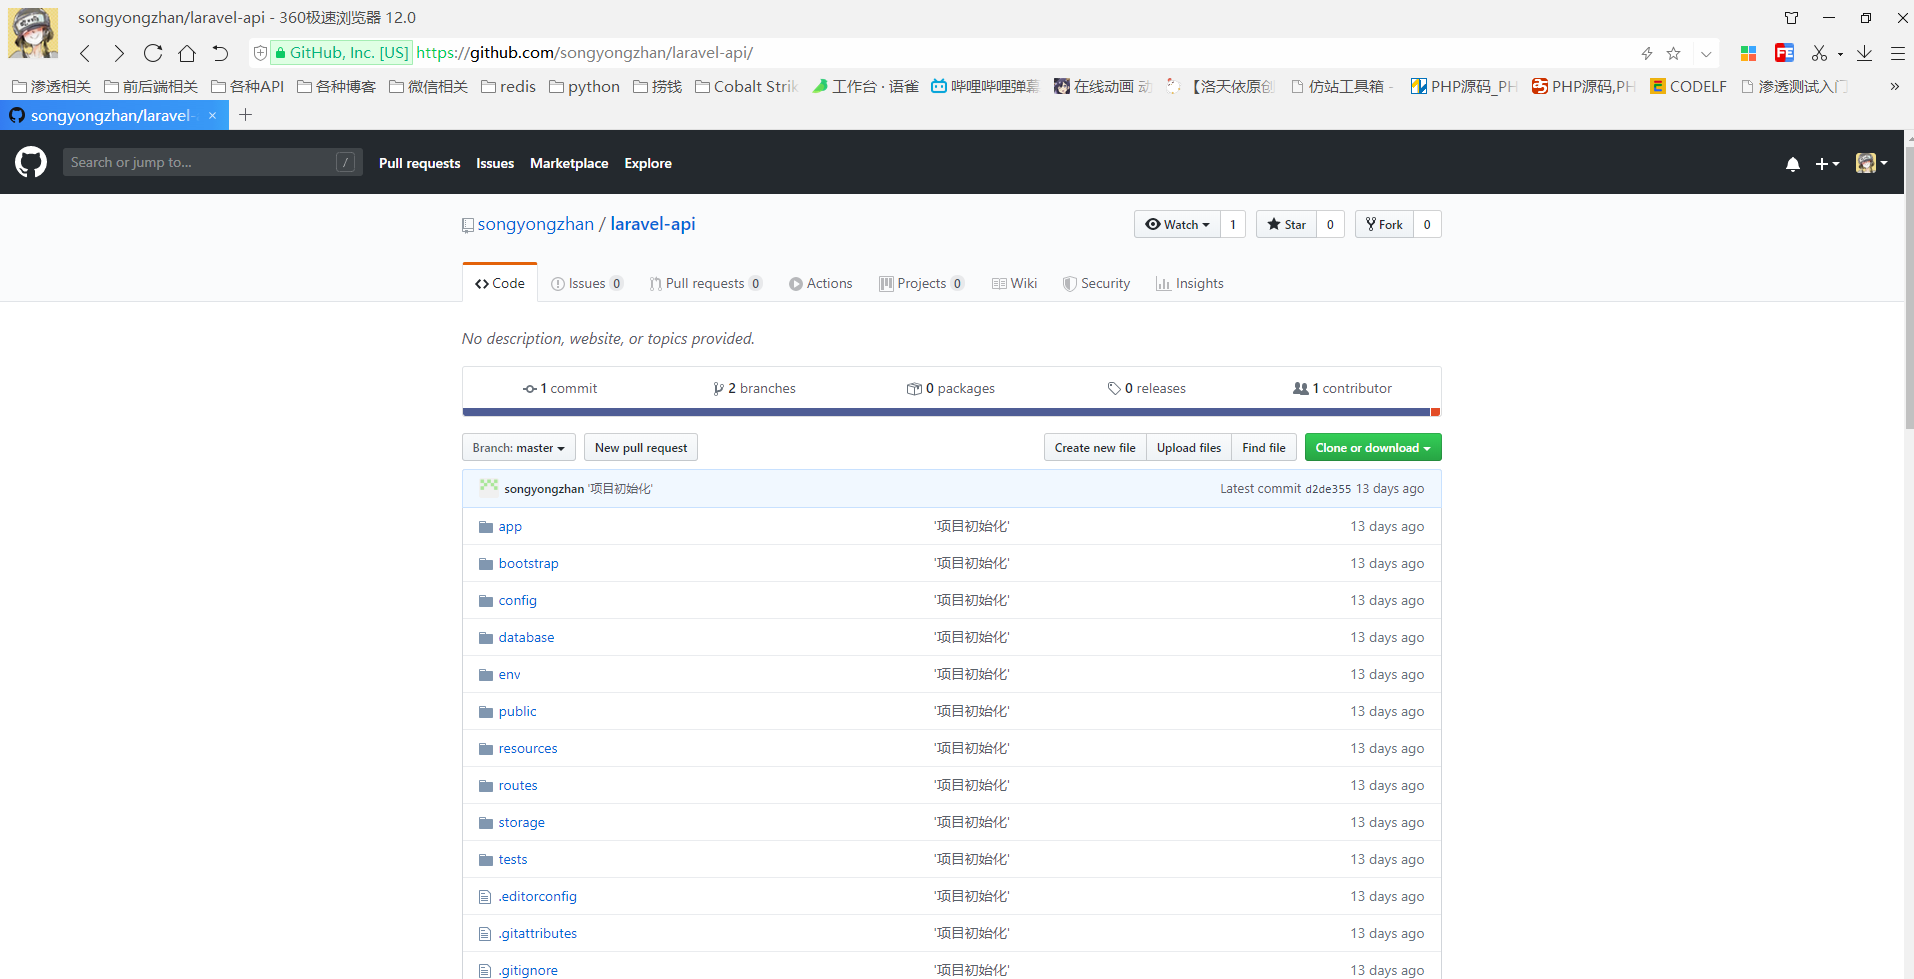 songyongzhan/laravel-api - 360极速浏览器 12.0
GitHub, Inc. [US] https://github.com/songyongzhan/laravel-api/
渗透相关 前后端相关 各种API 各种博客 微信相关 redis python 捞钱 Cobalt Strik 工作台 · 语雀 哔哩哔哩弹幕 在线动画 动 【洛天依原创 仿站工具箱 - PHP源码_PH PHP源码,PH CODELF 渗透测试入门 »
songyongzhan/laravel-
Search or jump to... / Pull requests Issues Marketplace Explore
songyongzhan / laravel-api Watch 1 Star 0 Fork 0
Code Issues 0 Pull requests 0 Actions Projects 0 Wiki Security Insights
No description, website, or topics provided.
1 commit 2 branches 0 packages 0 releases 1 contributor
Branch: master New pull request Create new file Upload files Find file Clone or download
songyongzhan '项目初始化' Latest commit d2de355 13 days ago
app '项目初始化' 13 days ago
bootstrap '项目初始化' 13 days ago
config '项目初始化' 13 days ago
database '项目初始化' 13 days ago
env '项目初始化' 13 days ago
public '项目初始化' 13 days ago
resources '项目初始化' 13 days ago
routes '项目初始化' 13 days ago
storage '项目初始化' 13 days ago
tests '项目初始化' 13 days ago
.editorconfig '项目初始化' 13 days ago
.gitattributes '项目初始化' 13 days ago
.gitignore '项目初始化' 13 days ago